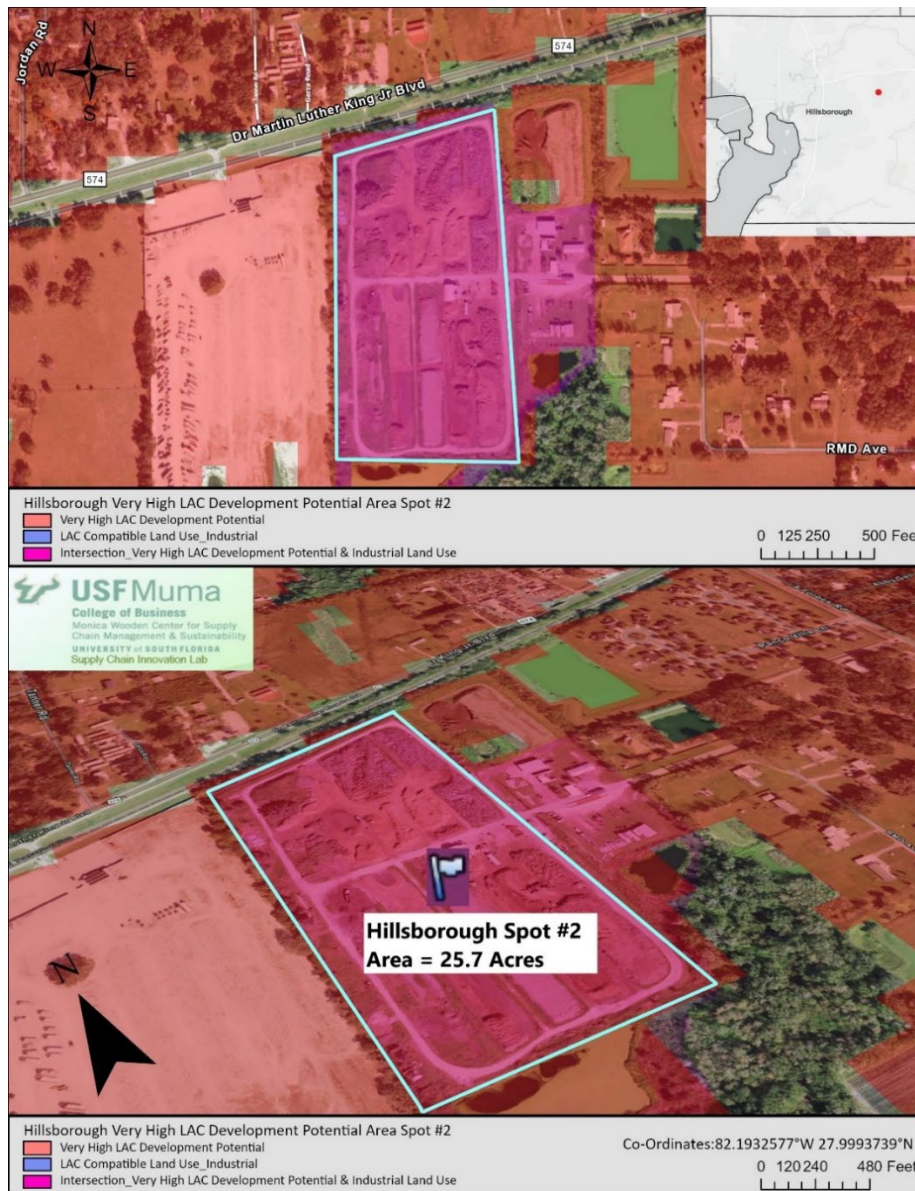 Jordan Rd
N
W E
S
574
Dr Martin Luther King Jr Blvd
574
Hillsborough
RMD Ave
Hillsborough Very High LAC Development Potential Area Spot #2
Very High LAC Development Potential
LAC Compatible Land Use_Industrial
Intersection_Very High LAC Development Potential & Industrial Land Use
0 125 250 500 Feet
USF Muma
College of Business
Monica Wooden Center for Supply
Chain Management & Sustainability
UNIVERSITY of SOUTH FLORIDA
Supply Chain Innovation Lab
Hillsborough Spot #2
Area = 25.7 Acres
N
Hillsborough Very High LAC Development Potential Area Spot #2
Very High LAC Development Potential
LAC Compatible Land Use_Industrial
Intersection_Very High LAC Development Potential & Industrial Land Use
Co-Ordinates:82.1932577°W 27.9993739°N
0 120 240 480 Feet